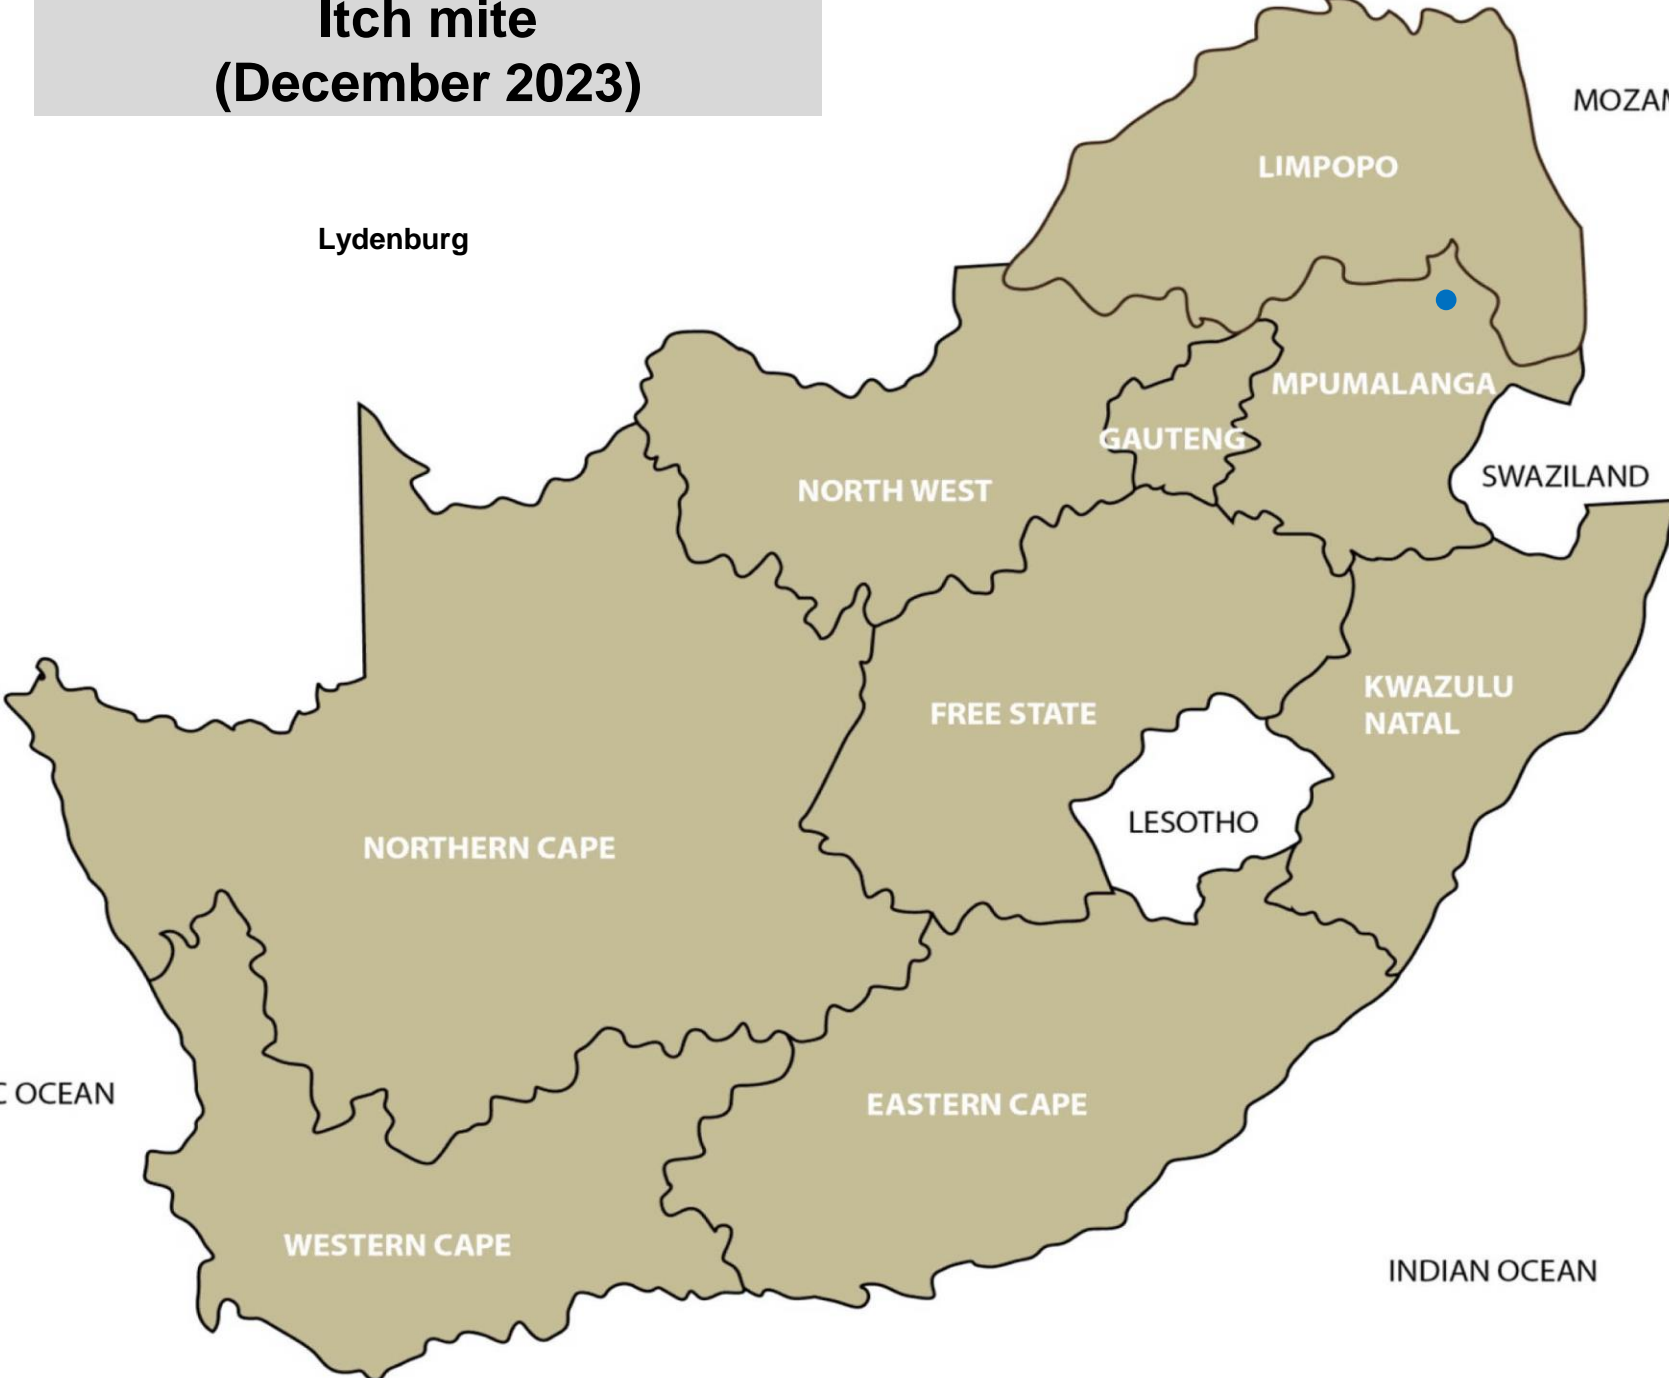 Itch mite
(December 2023)
MOZAM
LIMPOPO
Lydenburg
MPUMALANGA
GAUTENG
SWAZILAND
NORTH WEST
KWAZULU
NATAL
FREE STATE
LESOTHO
NORTHERN CAPE
C OCEAN
EASTERN CAPE
WESTERN CAPE
INDIAN OCEAN